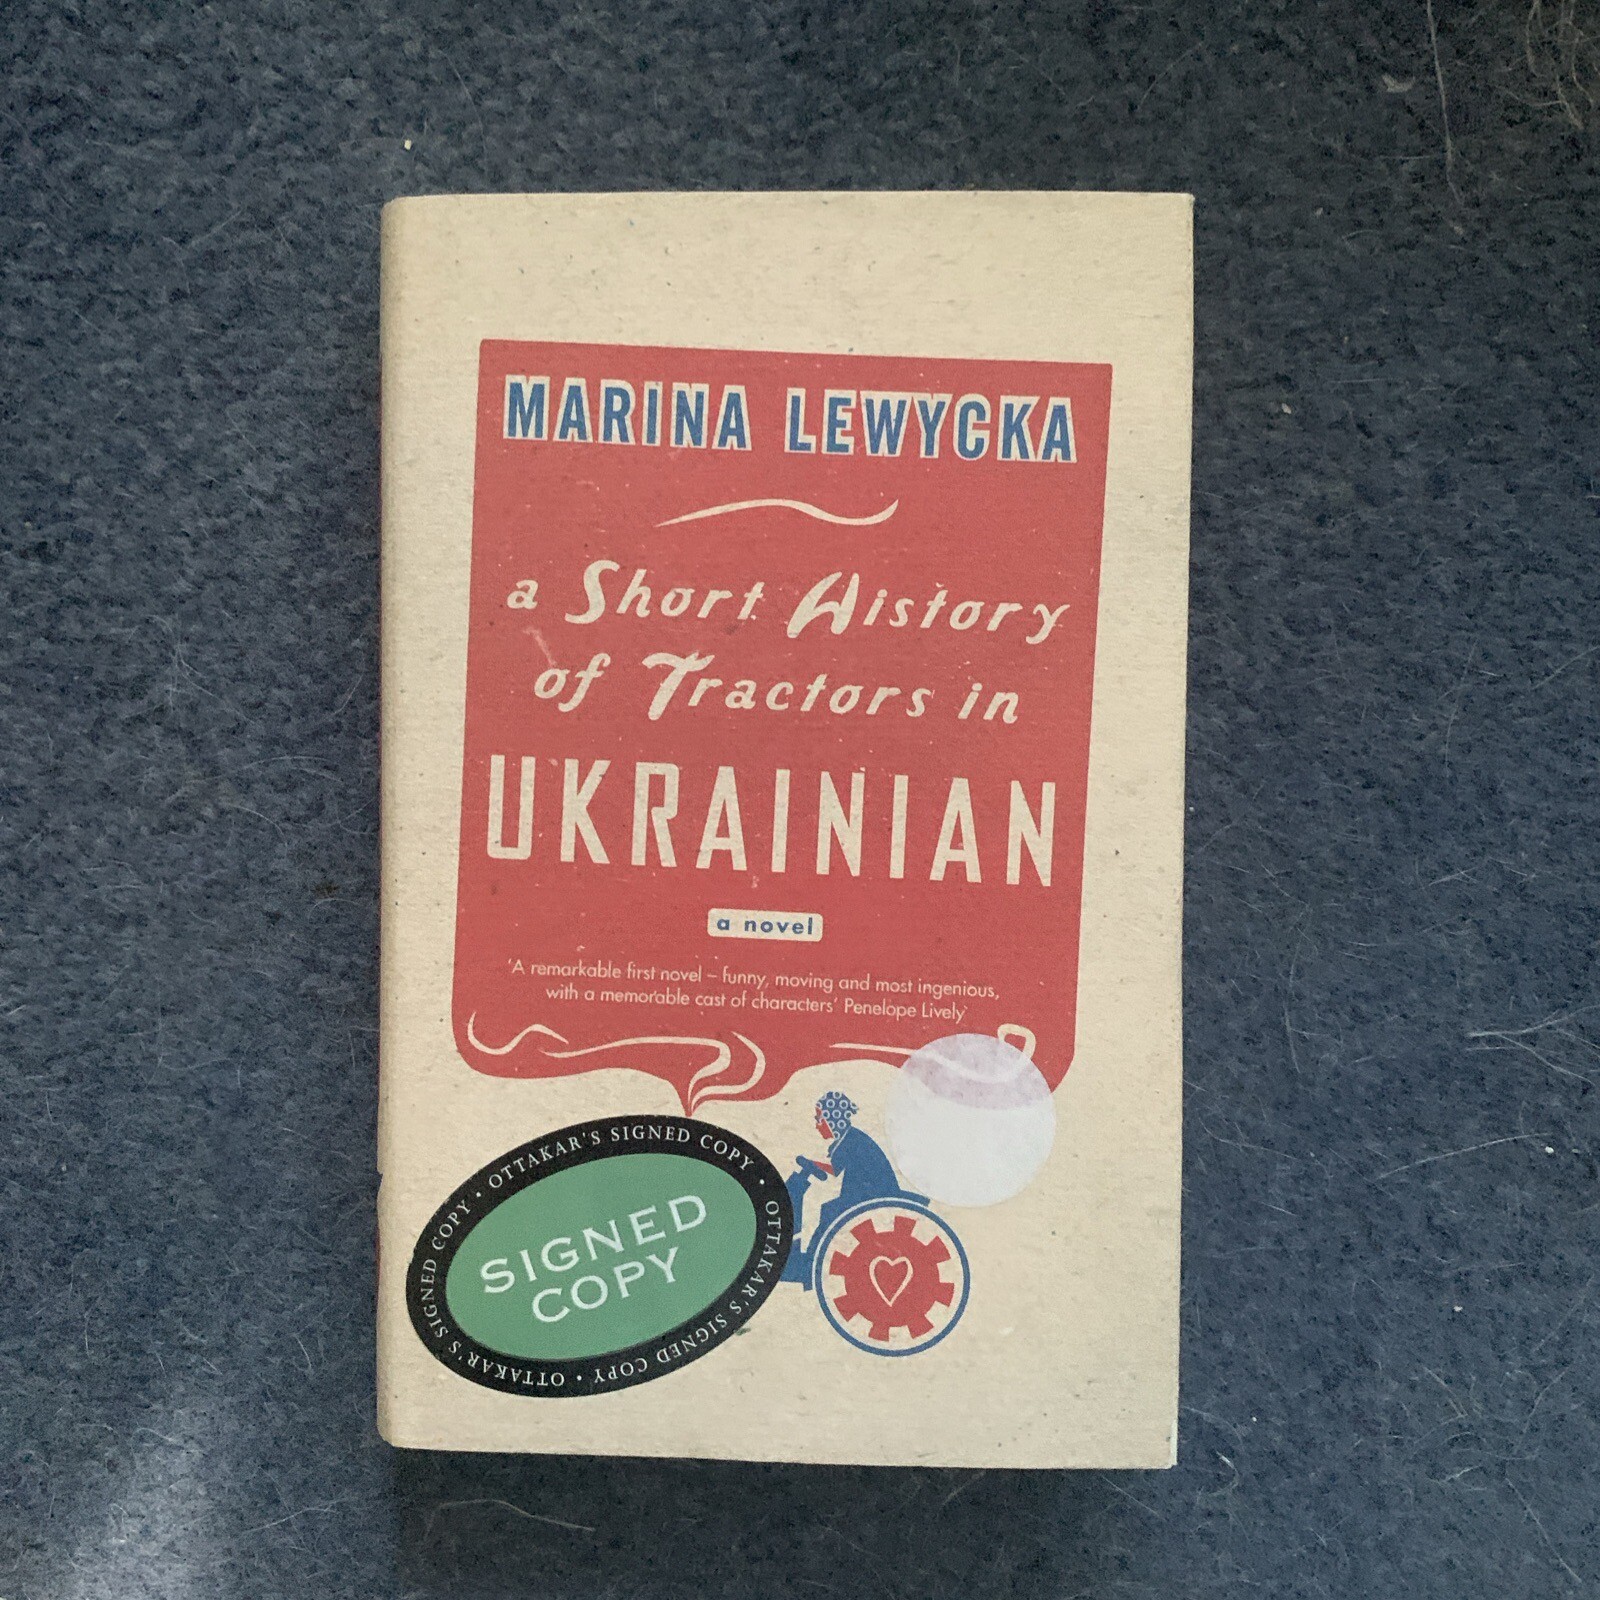 MARINA LEWYCKA
a Short History
of Tractors in
UKRAINIAN
a novel
‘A remarkable first novel – funny, moving and most ingenious,
with a memorable cast of characters’ Penelope Lively
OTTAKAR'S SIGNED COPY • OTTAKAR'S SIGNED COPY • OTTAKAR'S SIGNED COPY •
SIGNED
COPY